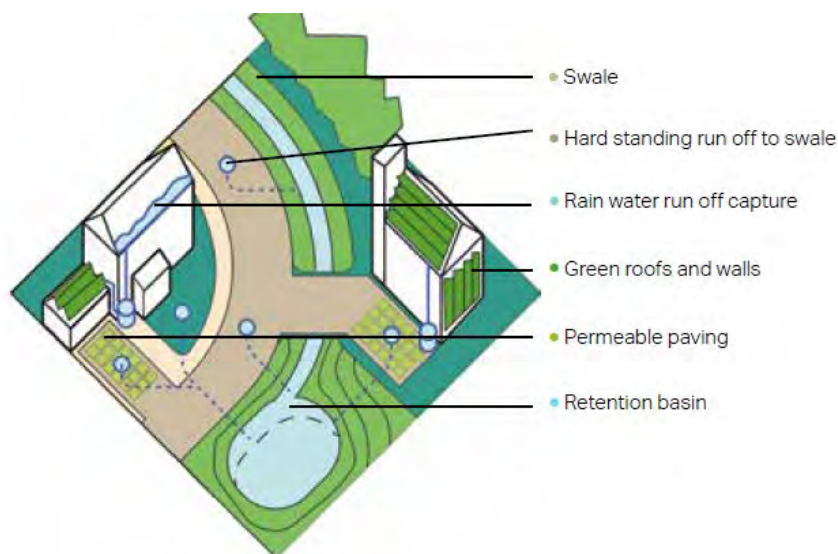 Swale
Hard standing run off to swale
Rain water run off capture
Green roofs and walls
Permeable paving
Retention basin